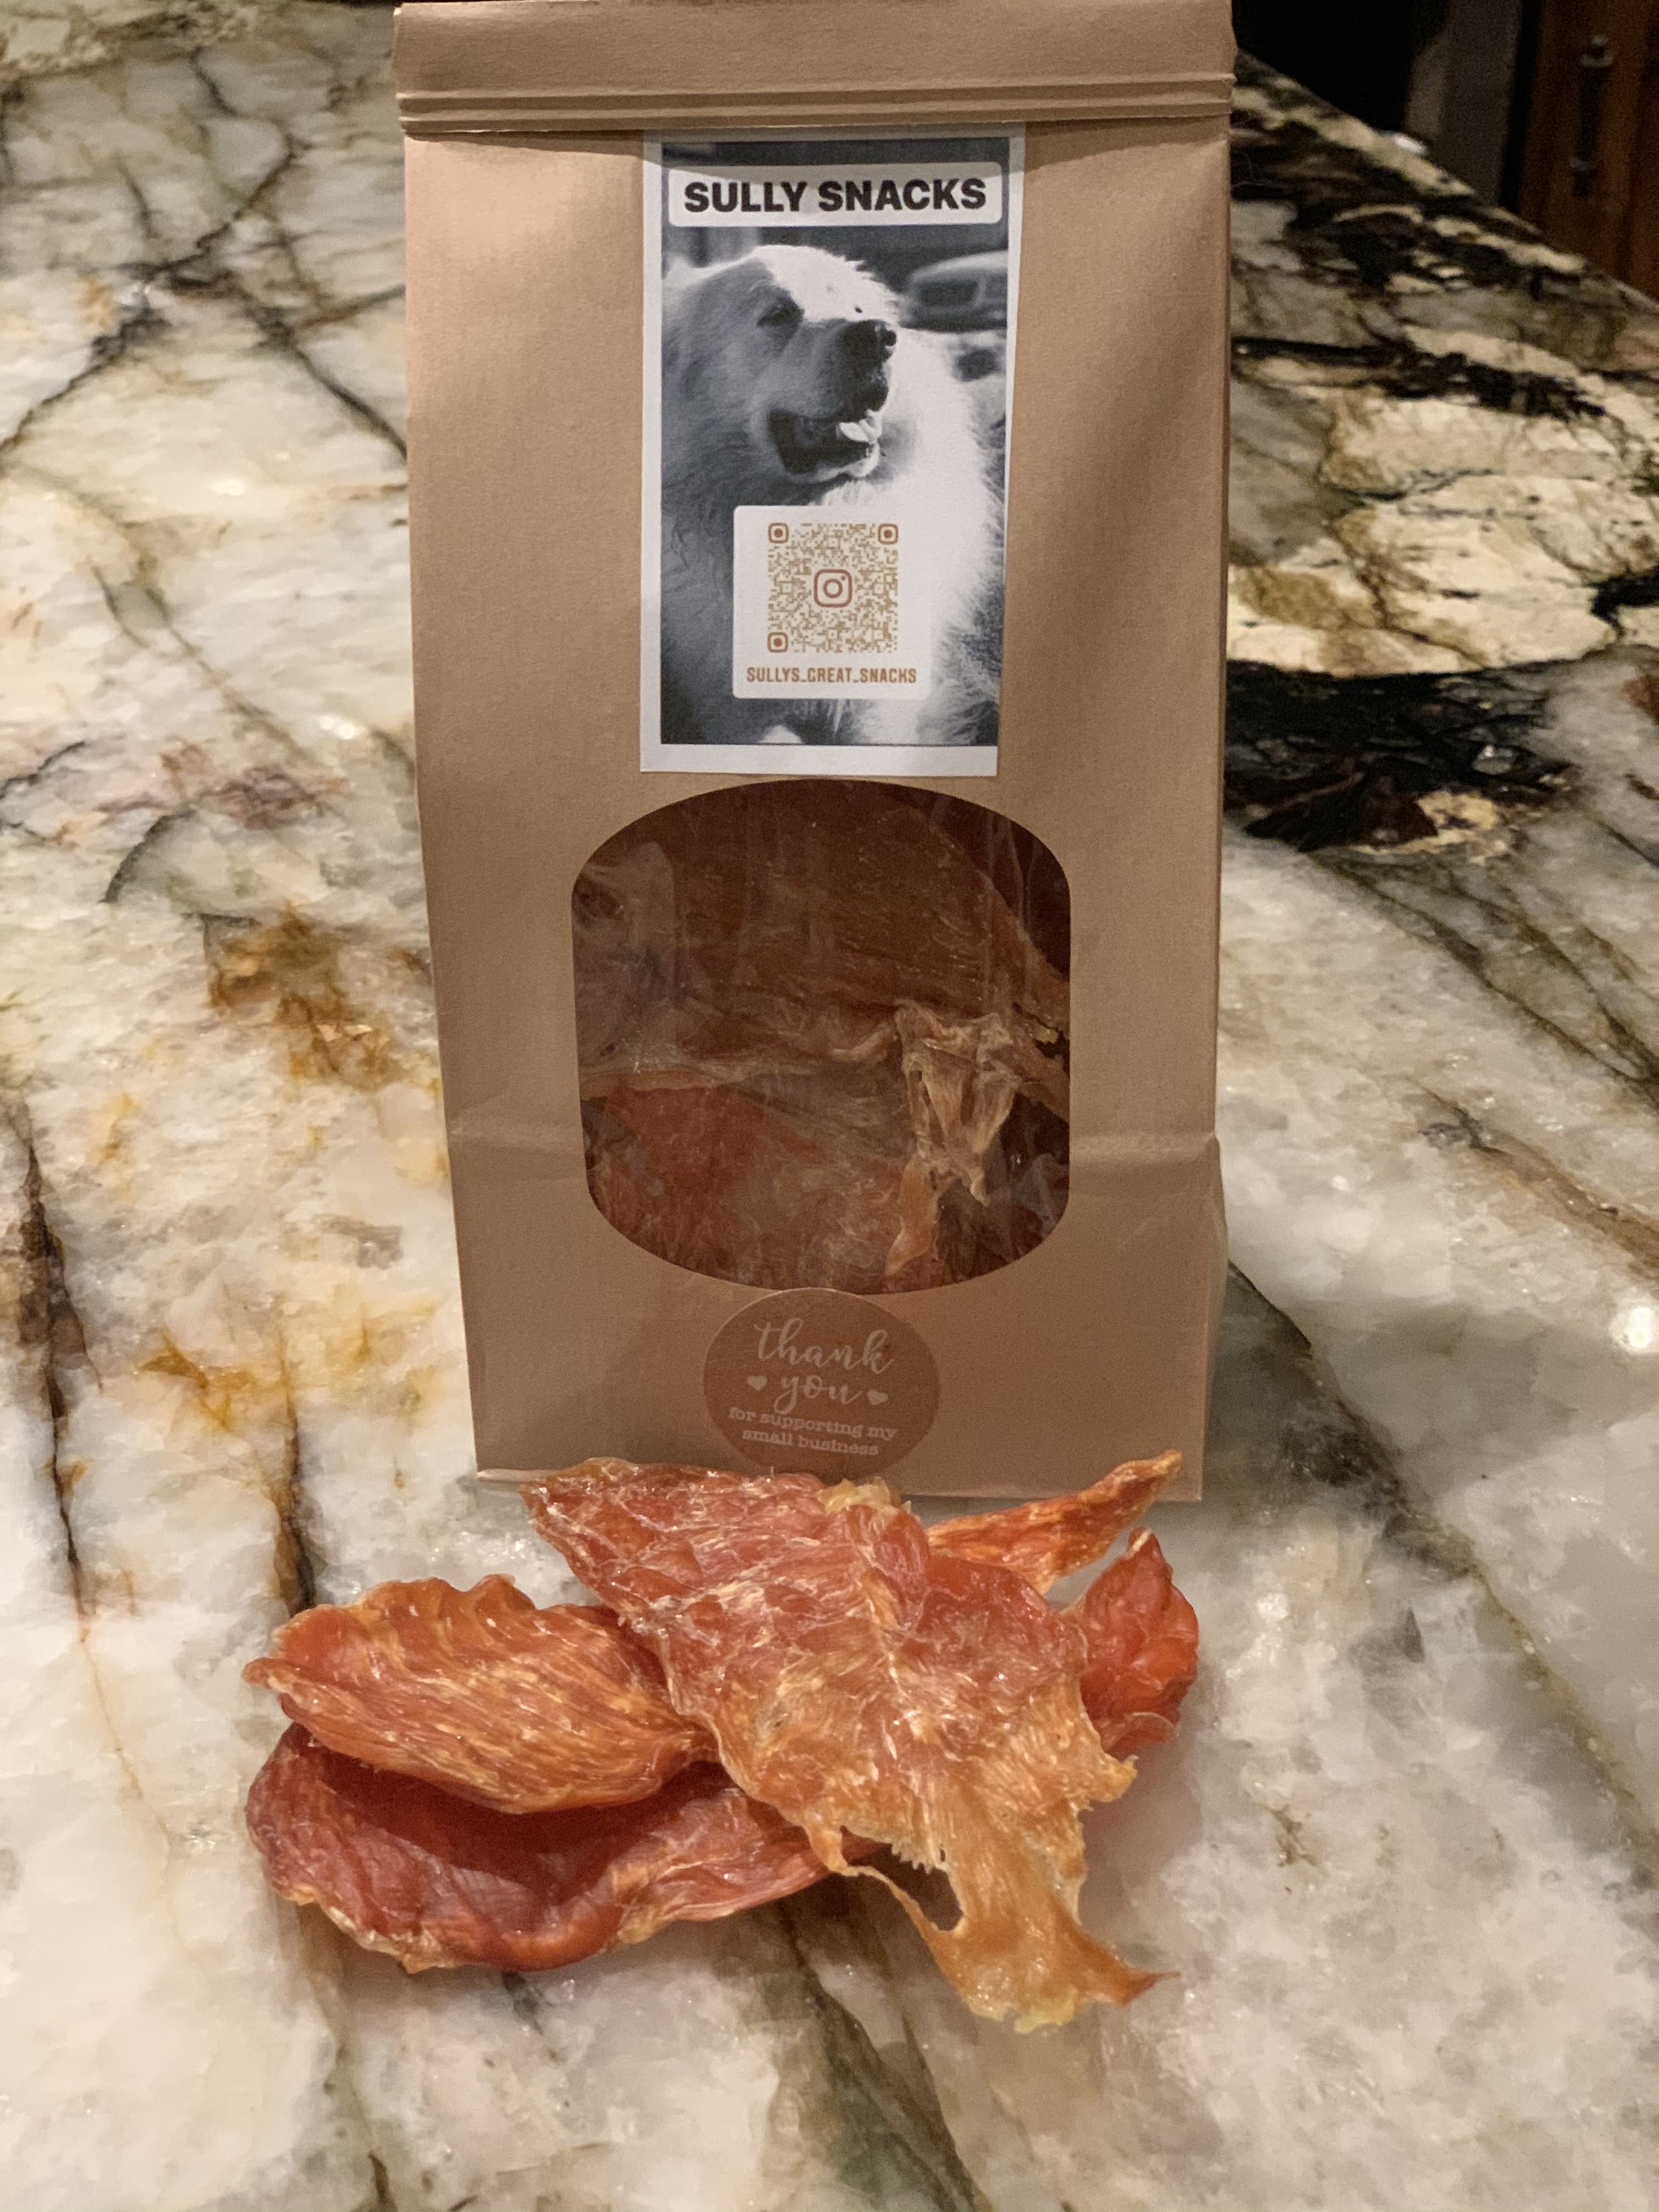 SULLY SNACKS
SULLYS_GREAT_SNACKS
thank
you
for supporting my
small business